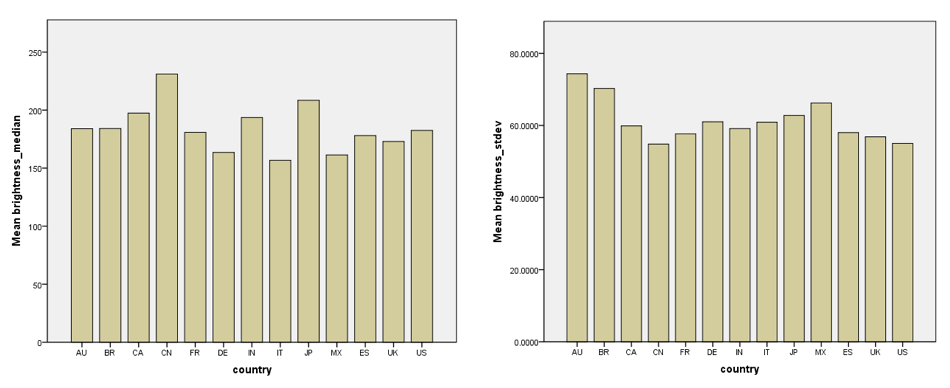 Mean brightness_median
250
200
150
100
50
0
AU BR CA CN FR DE IN IT JP MX ES UK US
country
Mean brightness_stdev
80.0000
60.0000
40.0000
20.0000
0.0000
AU BR CA CN FR DE IN IT JP MX ES UK US
country